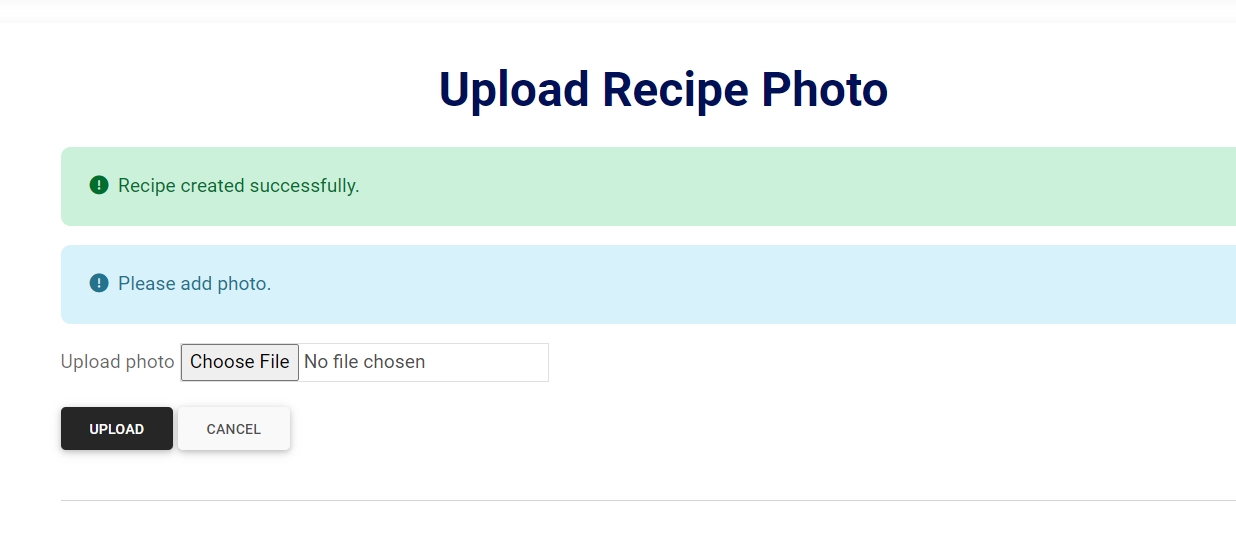 Upload Recipe Photo
Recipe created successfully.
Please add photo.
Upload photo Choose File No file chosen
UPLOAD CANCEL